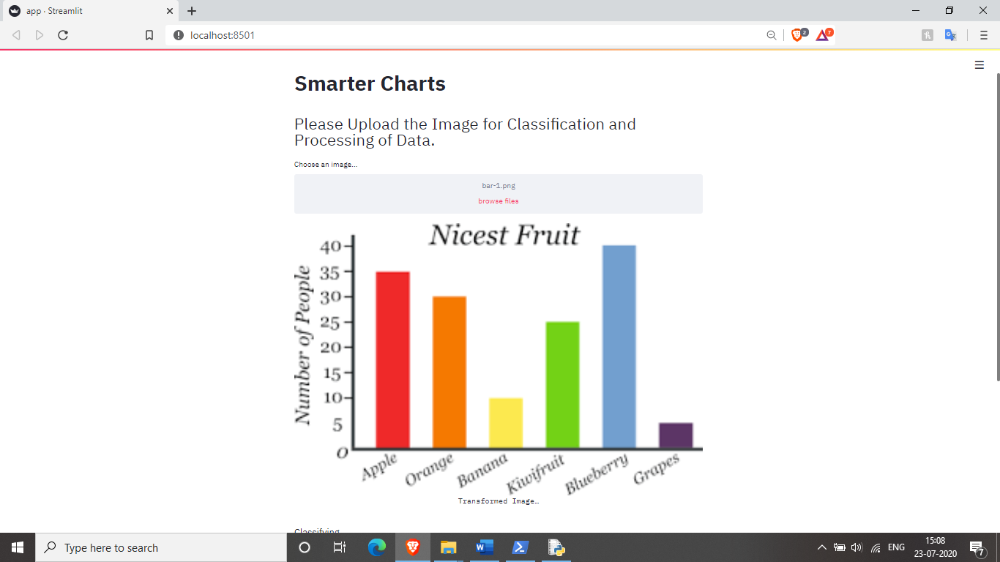 app · Streamlit
localhost:8501
2
7
Smarter Charts
Please Upload the Image for Classification and
Processing of Data.
Choose an image...
bar-1.png
browse files
Nicest Fruit
Number of People
40
35
30
25
20
15
10
5
0
Apple
Orange
Banana
Kiwifruit
Blueberry
Grapes
Transformed Image…
Classifying
Type here to search
ENG
15:08
23-07-2020
7